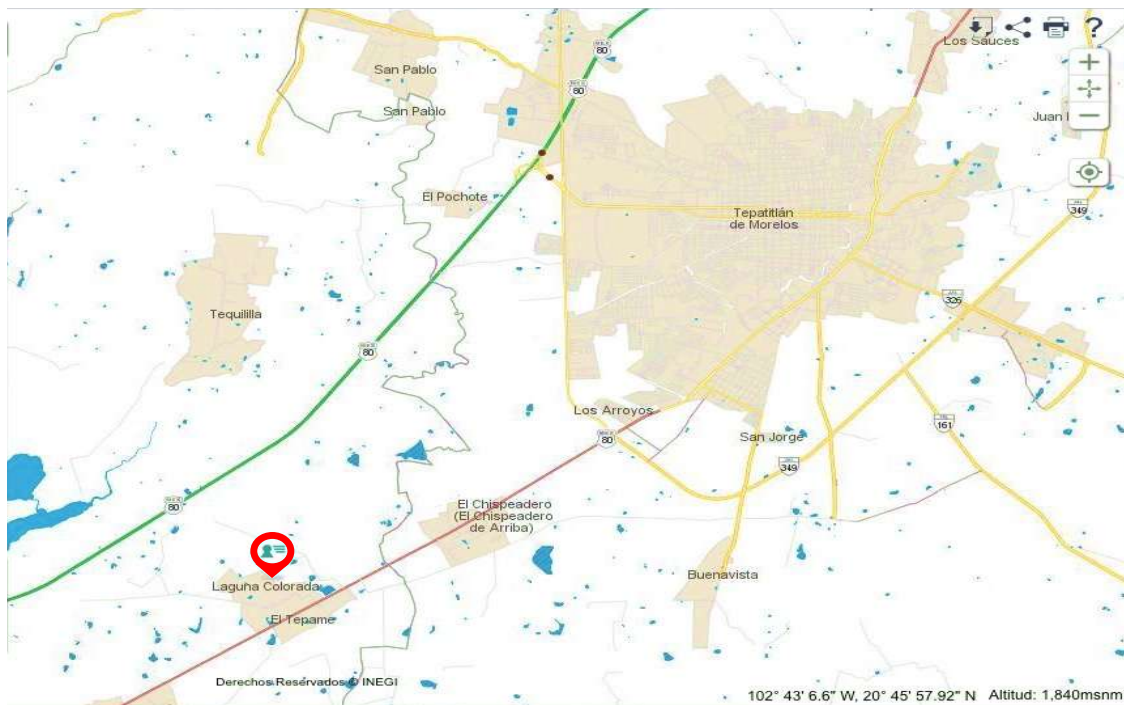 80
?
Los Sauces
San Pablo
80
San Pablo
Juan
El Pochote
349
Tepatitlán
de Morelos
326
Tequililla
80
Los Arroyos
161
80
San Jorge
349
80
El Chispeadero
(El Chispeadero
de Arriba)
Buenavista
Laguna Colorada
El Tepame
Derechos Reservados © INEGI
102° 43' 6.6" W, 20° 45' 57.92" N Altitud: 1,840msnm